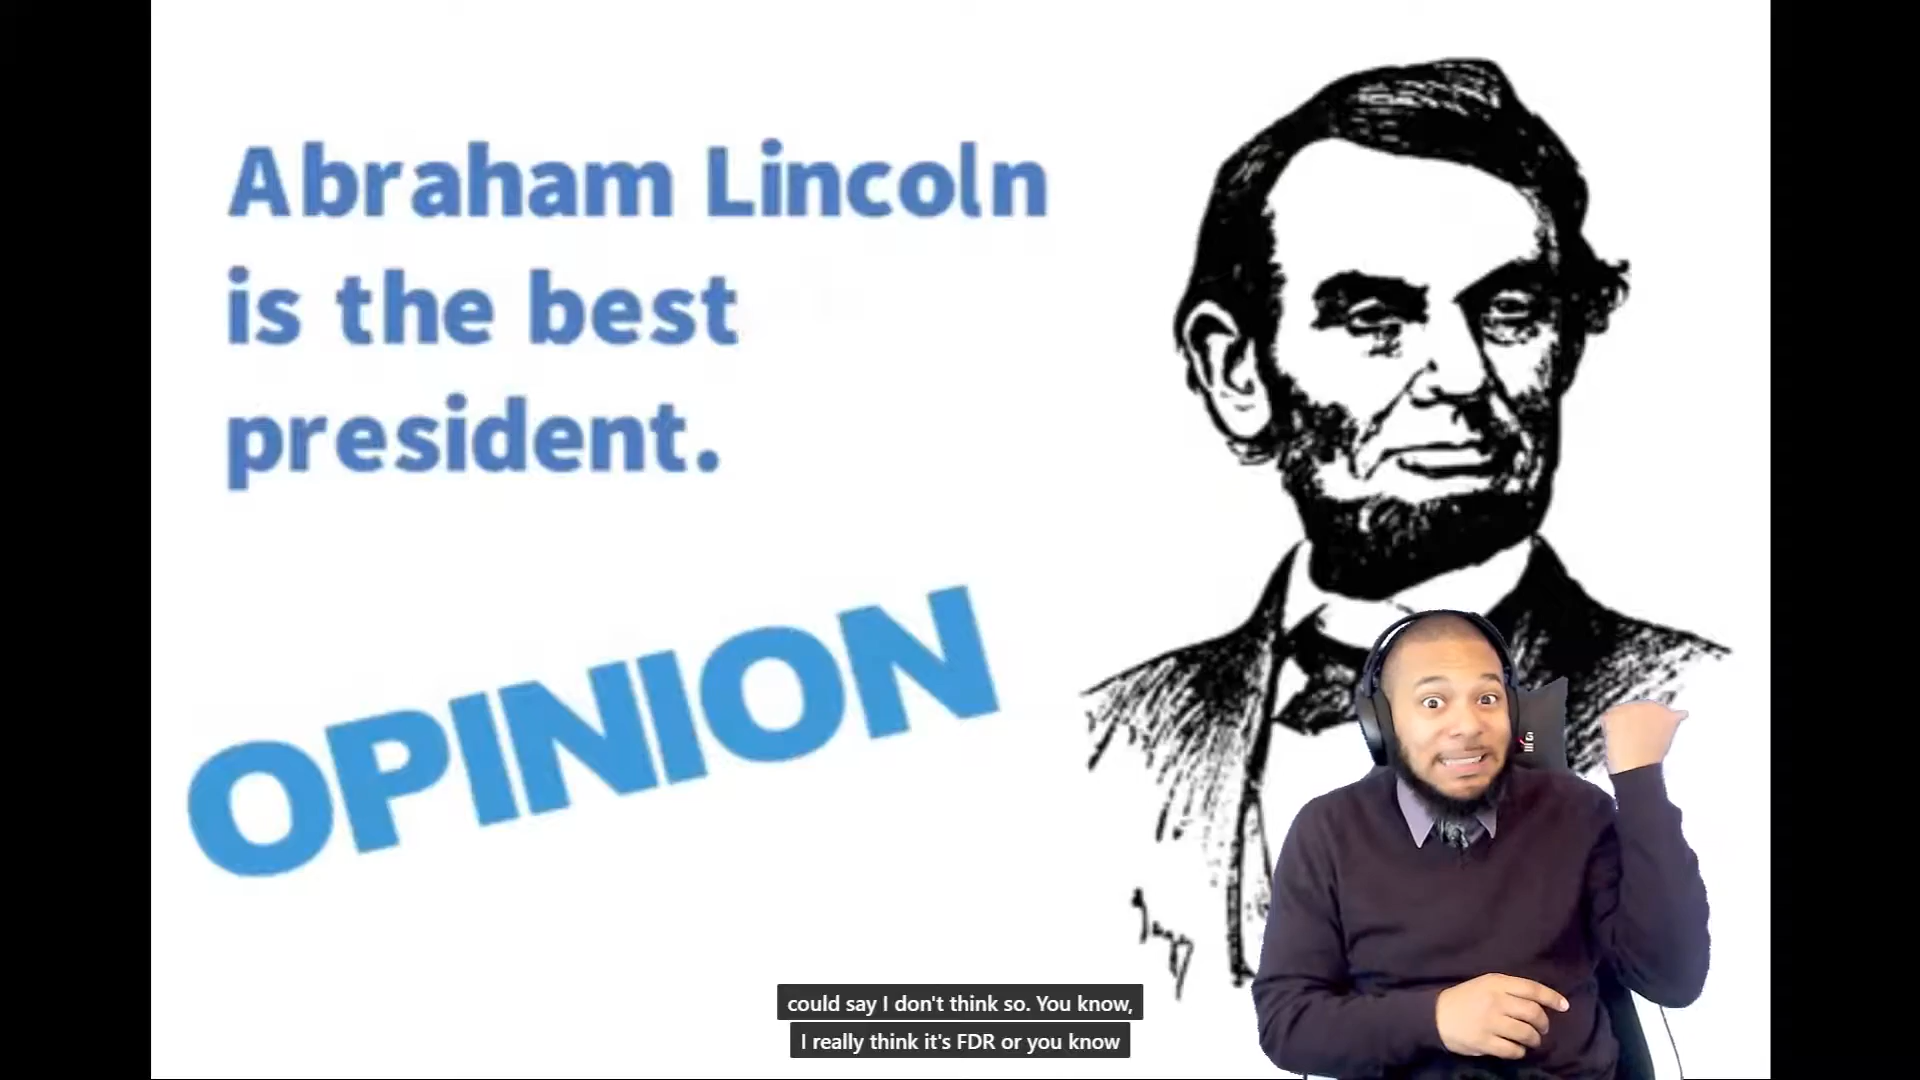 Abraham Lincoln
is the best
president.
OPINION
could say I don't think so. You know,
I really think it's FDR or you know